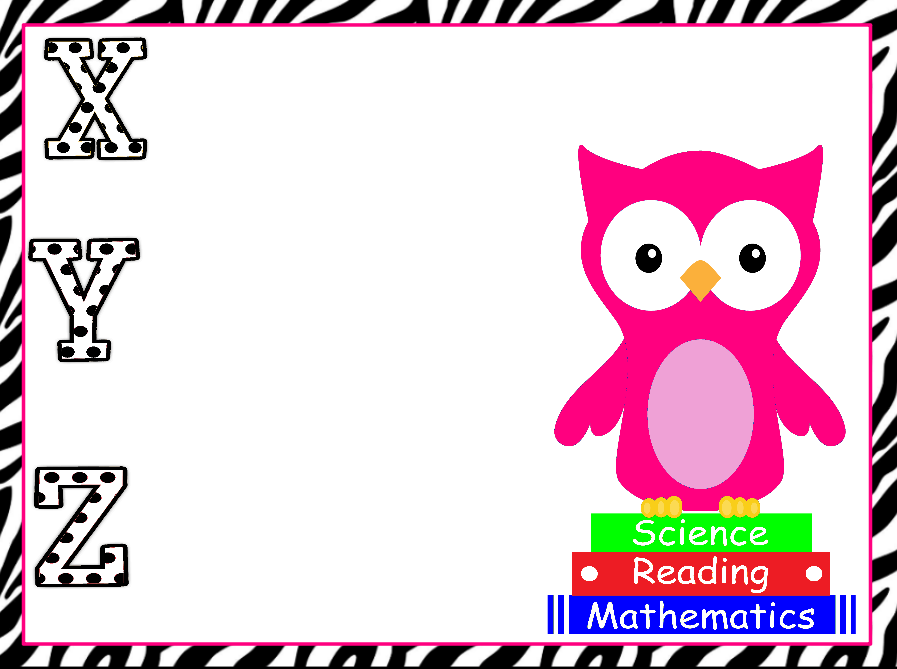 X
Y
Z
Science
Reading
Mathematics